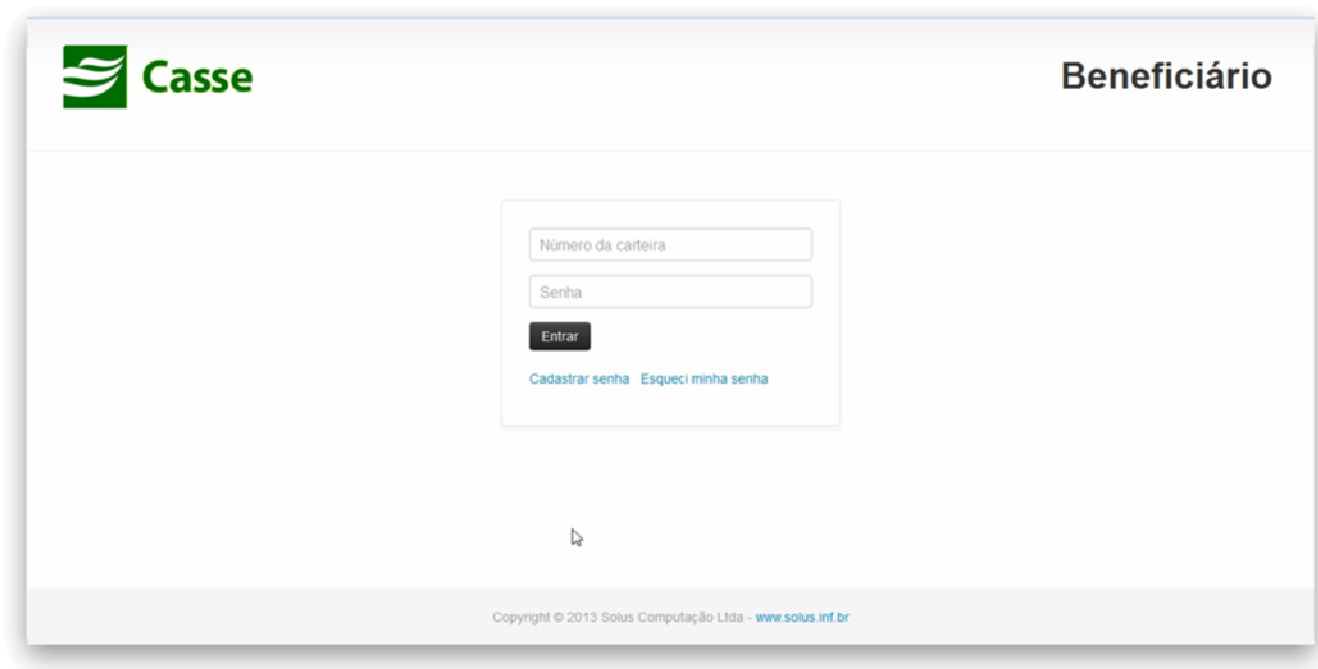 Casse
Beneficiário
Número da carteira
Senha
Entrar
Cadastrar senha Esqueci minha senha
Copyright © 2013 Solus Computação Ltda - www.solus.inf.br